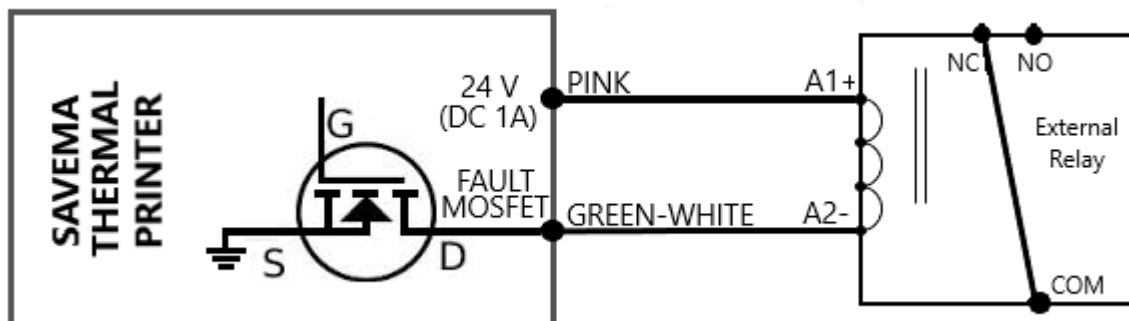 SAVEMA
THERMAL
PRINTER
24 V
(DC 1A)
G
FAULT
MOSFET
S
D
PINK
GREEN-WHITE
A1+
A2-
NC
NO
External
Relay
COM